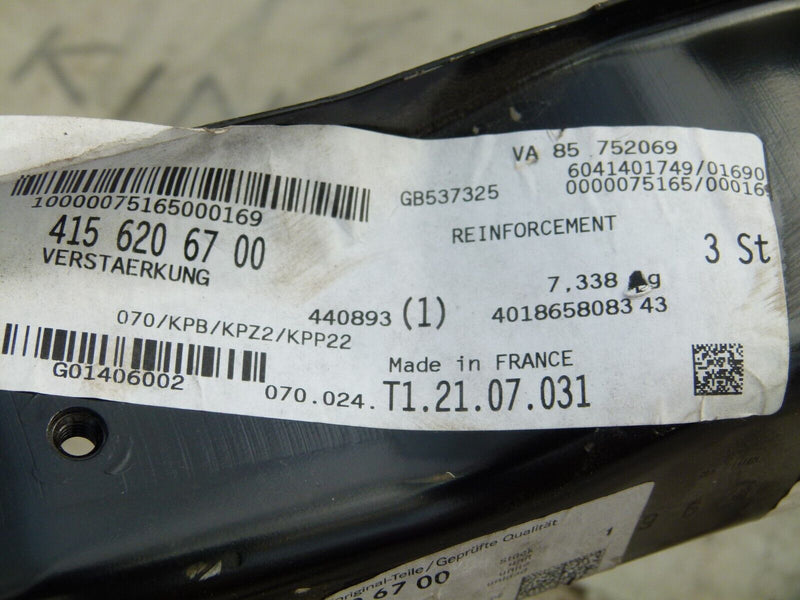 VA 85 752069
6041401749/01690
0000075165/00016
10000075165000169
GB537325
415 620 67 00
REINFORCEMENT
3 St
VERSTAERKUNG
7,338
440893 (1)
4018658083 43
070/KPB/KPZ2/KPP22
Made in FRANCE
G01406002
070.024. T1.21.07.031
original-Teile/Geprüfte Qualität
67 00
Stück
1